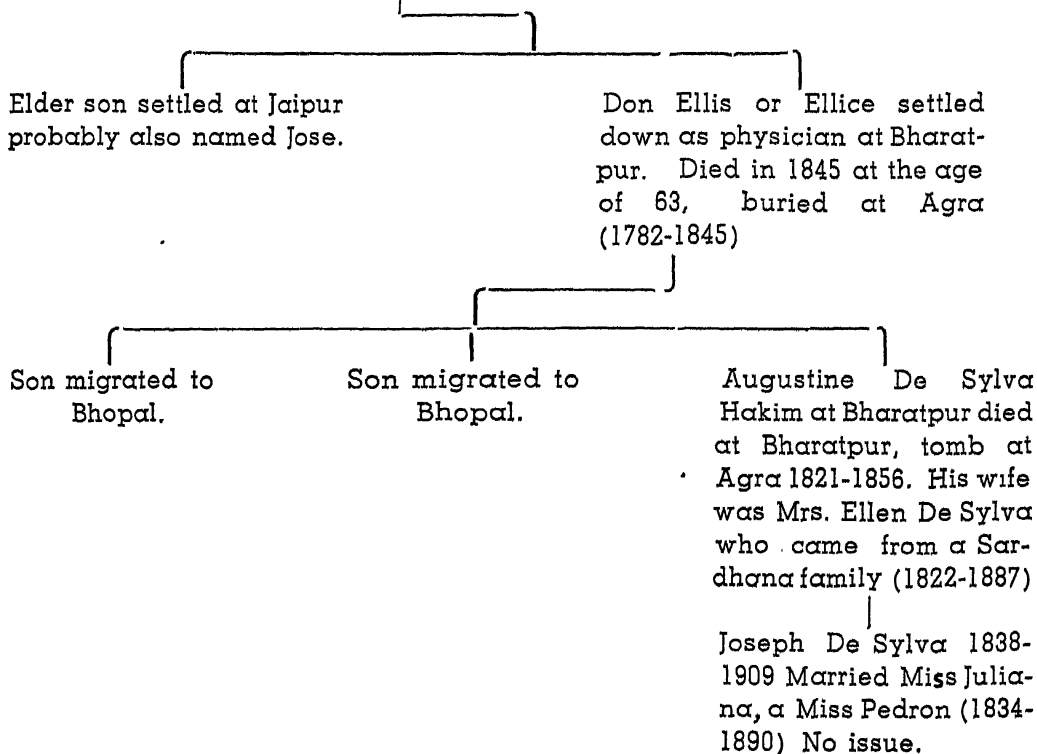 Elder son settled at Jaipur
probably also named Jose.
Don Ellis or Ellice settled
down as physician at Bharat-
pur. Died in 1845 at the age
of 63, buried at Agra
(1782-1845)
Son migrated to
Bhopal.
Son migrated to
Bhopal.
Augustine De Sylva
Hakim at Bharatpur died
at Bharatpur, tomb at
Agra 1821-1856. His wife
was Mrs. Ellen De Sylva
who came from a Sar-
dhana family (1822-1887)
Joseph De Sylva 1838-
1909 Married Miss Julia-
na, a Miss Pedron (1834-
1890) No issue.